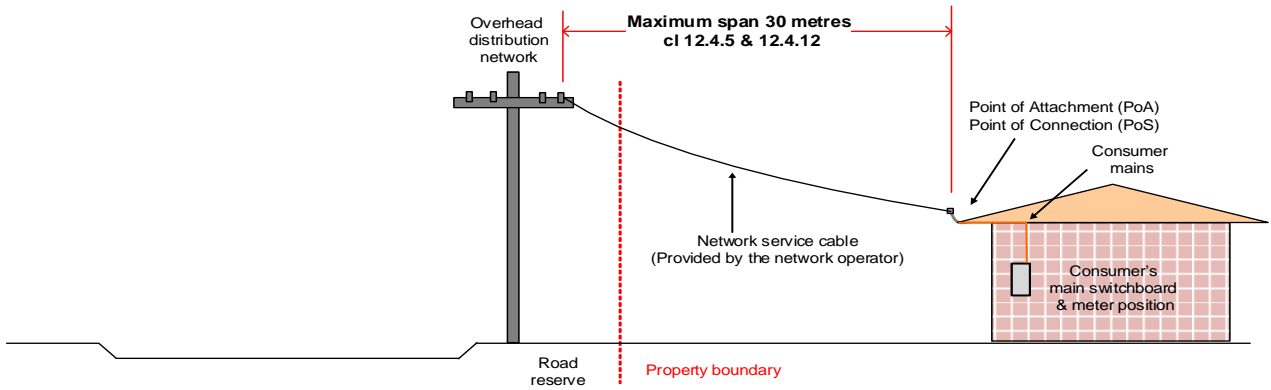 Overhead
distribution
network
Maximum span 30 metres
cl 12.4.5 & 12.4.12
Point of Attachment (PoA)
Point of Connection (PoS)
Consumer
mains
Network service cable
(Provided by the network operator)
Consumer's
main switchboard
& meter position
Road
reserve
Property boundary